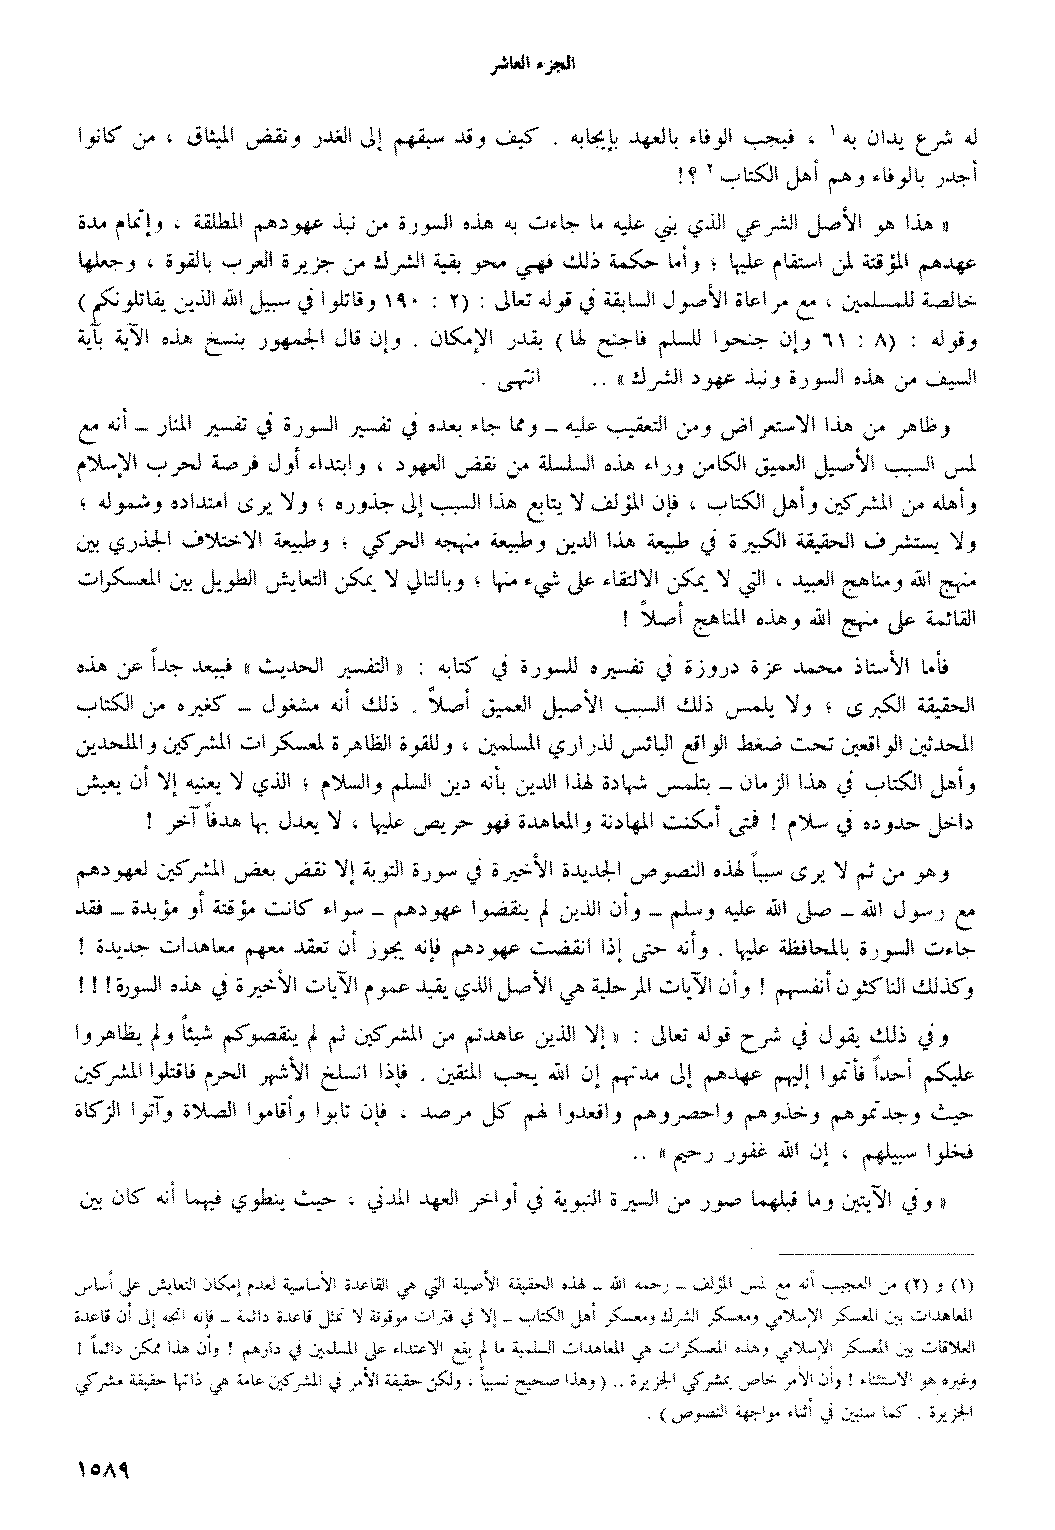 الجزء العاشر
له شرع يدان به ١ ، فيجب الوفاء بالعهد بإيجابه . كيف وقد سبقهم إلى الغدر ونقض الميثاق ، من كانوا
أجدر بالوفاء وهم أهل الكتاب ٢ ؟!
« هذا هو الأصل الشرعي الذي بني عليه ما جاءت به هذه السورة من نبذ عهودهم المطلقة ، وإتمام مدة
عهدهم المؤقتة لمن استقام عليها ؛ وأما حكمة ذلك فهي محو بقية الشرك من جزيرة العرب بالقوة ، وجعلها
خالصة للمسلمين ، مع مراعاة الأصول السابقة في قوله تعالى : (٢ : ١٩٠ وقاتلوا في سبيل الله الذين يقاتلونكم)
وقوله : (٨ : ٦١ وإن جنحوا للسلم فاجنح لها) بقدر الإمكان . وإن قال الجمهور بنسخ هذه الآية بآية
السيف من هذه السورة ونبذ عهود الشرك » .. انتهى .
وظاهر من هذا الاستعراض ومن التعقيب عليه – ومما جاء بعده في تفسير السورة في تفسير المنار – أنه مع
لمس السبب الأصيل العميق الكامن وراء هذه السلسلة من نقض العهود ، وابتداء أول فرصة لحرب الإسلام
وأهله من المشركين وأهل الكتاب ، فإن المؤلف لا يتابع هذا السبب إلى جذوره ؛ ولا يرى امتداده وشموله ؛
ولا يستشرف الحقيقة الكبيرة في طبيعة هذا الدين وطبيعة منهجه الحركي ؛ وطبيعة الاختلاف الجذري بين
منهج الله ومناهج العبيد ، التي لا يمكن الالتقاء على شيء منها ؛ وبالتالي لا يمكن التعايش الطويل بين المعسكرات
القائمة على منهج الله وهذه المناهج أصلاً !
فأما الأستاذ محمد عزة دروزة في تفسيره للسورة في كتابه : « التفسير الحديث » فيبعد جداً عن هذه
الحقيقة الكبرى ؛ ولا يلمس ذلك السبب الأصيل العميق أصلاً . ذلك أنه مشغول – كغيره من الكتاب
المحدثين الواقعين تحت ضغط الواقع البائس لذراري المسلمين ، وللقوة الظاهرة لمعسكرات المشركين والملحدين
وأهل الكتاب في هذا الزمان – بتلمس شهادة لهذا الدين بأنه دين السلم والسلام ؛ الذي لا يعنيه إلا أن يعيش
داخل حدوده في سلام ! فمتى أمكنت المهادنة والمعاهدة فهو حريص عليها ، لا يعدل بها هدفاً آخر !
وهو من ثم لا يرى سبباً لهذه النصوص الجديدة الأخيرة في سورة التوبة إلا نقض بعض المشركين لعهودهم
مع رسول الله – صلى الله عليه وسلم – وأن الذين لم ينقضوا عهودهم – سواء كانت مؤقتة أو مؤبدة – فقد
جاءت السورة بالمحافظة عليها . وأنه حتى إذا انقضت عهودهم فإنه يجوز أن تعقد معهم معاهدات جديدة !
وكذلك الناكثون أنفسهم ! وأن الآيات المرحلية هي الأصل الذي يقيد عموم الآيات الأخيرة في هذه السورة!!!
وفي ذلك يقول في شرح قوله تعالى : « إلا الذين عاهدتم من المشركين ثم لم ينقصوكم شيئاً ولم يظاهروا
عليكم أحداً فأتموا إليهم عهدهم إلى مدتهم إن الله يحب المتقين . فإذا انسلخ الأشهر الحرم فاقتلوا المشركين
حيث وجدتموهم وخذوهم واحصروهم واقعدوا لهم كل مرصد ، فإن تابوا وأقاموا الصلاة وآتوا الزكاة
فخلوا سبيلهم ، إن الله غفور رحيم » ..
« وفي الآيتين وما قبلهما صور من السيرة النبوية في أواخر العهد المدني ، حيث ينطوي فيهما أنه كان بين
(١) و (٢) من العجيب أنه مع لمس المؤلف – رحمه الله – لهذه الحقيقة الأصيلة التي هي القاعدة الأساسية لعدم إمكان التعايش على أساس
المعاهدات بين المعسكر الإسلامي ومعسكر الشرك ومعسكر أهل الكتاب – إلا في فترات موقوتة لا تمثل قاعدة دائمة – فإنه اتجه إلى أن قاعدة
العلاقات بين المعسكر الإسلامي وهذه المعسكرات هي المعاهدات السلمية ما لم يقع الاعتداء على المسلمين في دارهم ! وأن هذا ممكن دائماً !
وغيره هو الاستثناء ! وأن الأمر خاص بمشركي الجزيرة .. (وهذا صحيح نسبياً ، ولكن حقيقة الأمر في المشركين عامة هي ذاتها حقيقة مشركي
الجزيرة . كما سنبين في أثناء مواجهة النصوص) .
١٥٨٩